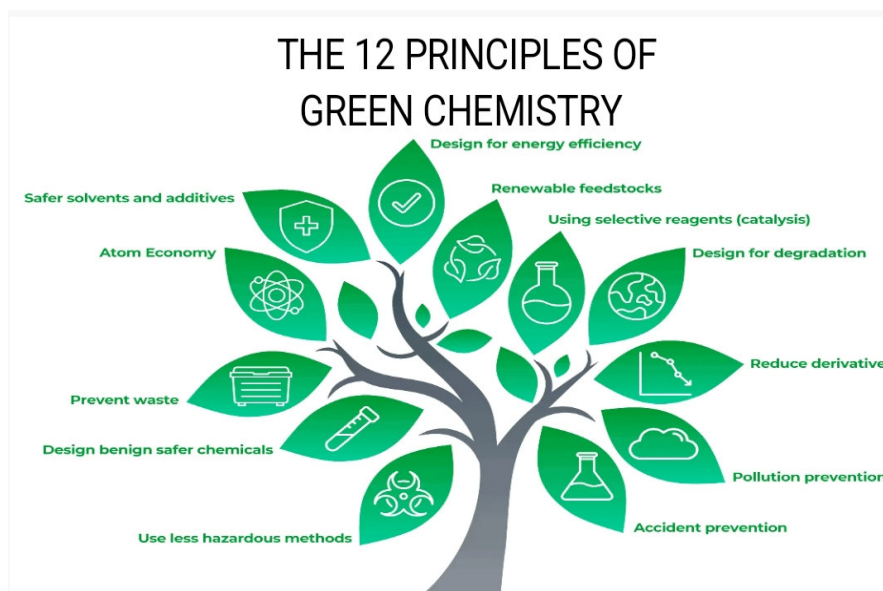 THE 12 PRINCIPLES OF
GREEN CHEMISTRY
Design for energy efficiency
Safer solvents and additives
Renewable feedstocks
Using selective reagents (catalysis)
Atom Economy
Design for degradation
Reduce derivative
Prevent waste
Design benign safer chemicals
Pollution prevention
Accident prevention
Use less hazardous methods